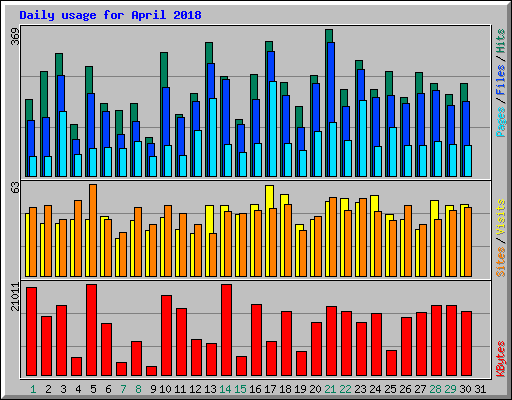 Daily usage for April 2018
369
Pages / Files / Hits
63
Sites / Visits
21011
KBytes
1 2 3 4 5 6 7 8 9 10 11 12 13 14 15 16 17 18 19 20 21 22 23 24 25 26 27 28 29 30 31